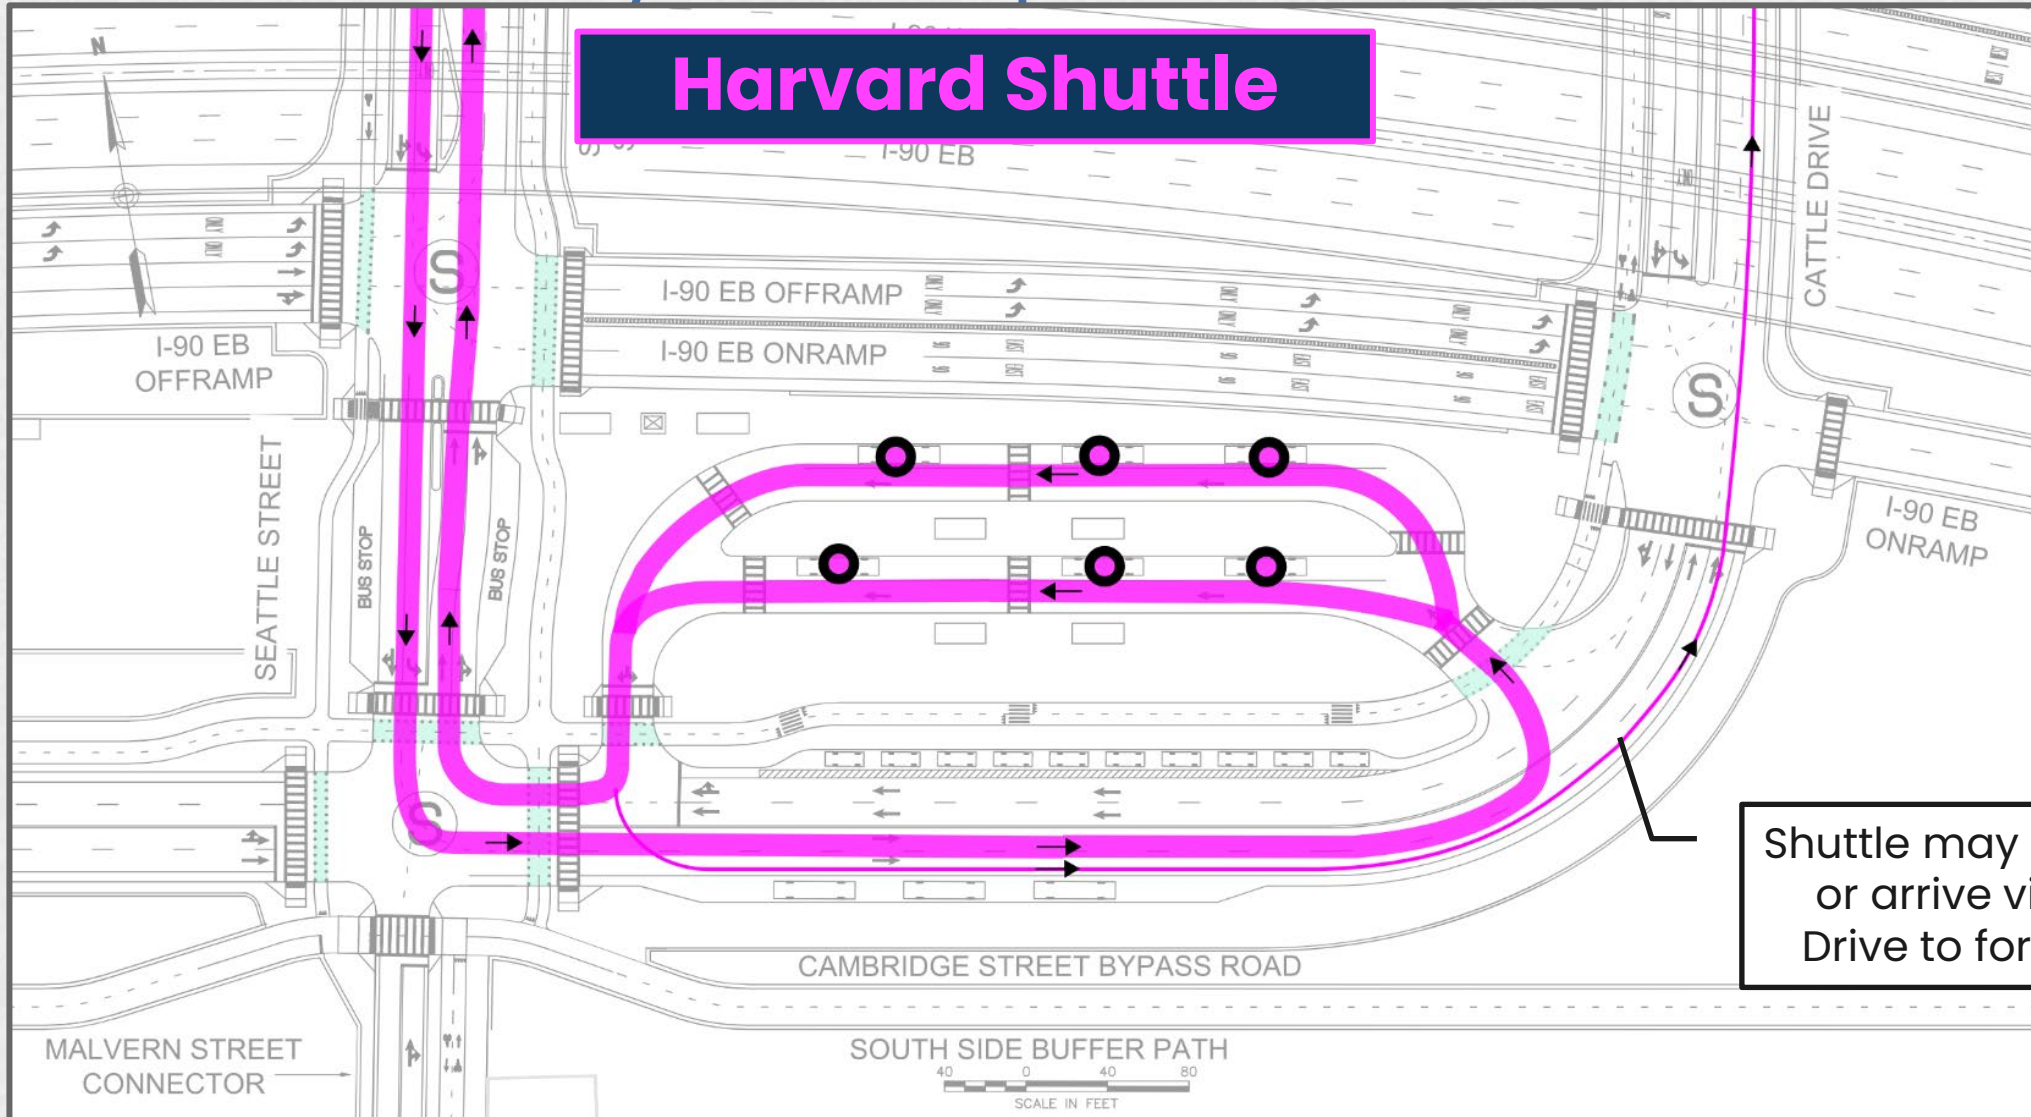 N
Harvard Shuttle
I-90 EB
CATTLE DRIVE
S
I-90 EB OFFRAMP
I-90 EB ONRAMP
I-90 EB
OFFRAMP
S
SEATTLE STREET
BUS STOP
BUS STOP
I-90 EB
ONRAMP
S
Shuttle may
or arrive vi
Drive to for
CAMBRIDGE STREET BYPASS ROAD
MALVERN STREET
CONNECTOR
SOUTH SIDE BUFFER PATH
40 0 40 80
SCALE IN FEET